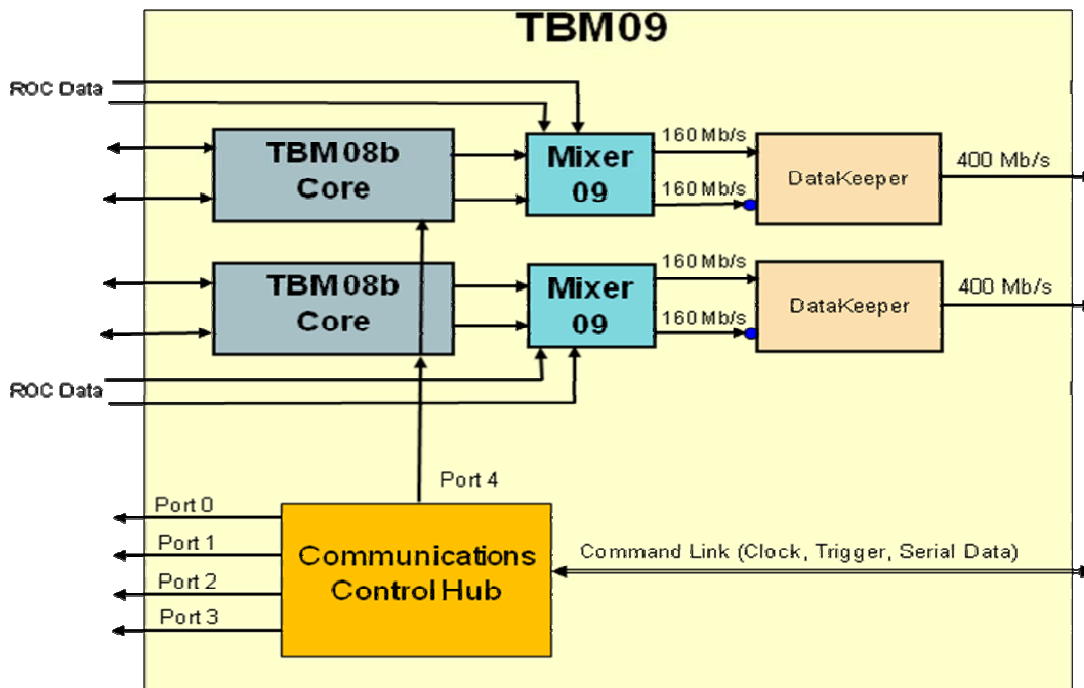 TBM09
ROC Data
TBM08b
Core
Mixer
09
160 Mb/s
160 Mb/s
DataKeeper
400 Mb/s
TBM08b
Core
Mixer
09
160 Mb/s
160 Mb/s
DataKeeper
400 Mb/s
ROC Data
Port 4
Port 0
Port 1
Port 2
Port 3
Communications
Control Hub
Command Link (Clock, Trigger, Serial Data)